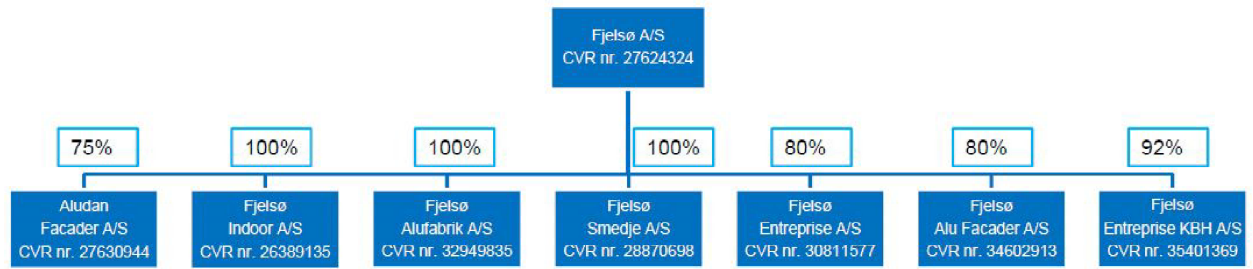 Fjelsø A/S
CVR nr. 27624324
75%
100%
100%
100%
80%
80%
92%
Aludan
Facader A/S
CVR nr. 27630944
Fjelsø
Indoor A/S
CVR nr. 26389135
Fjelsø
Alufabrik A/S
CVR nr. 32949835
Fjelsø
Smedje A/S
CVR nr. 28870698
Fjelsø
Entreprise A/S
CVR nr. 30811577
Fjelsø
Alu Facader A/S
CVR nr. 34602913
Fjelsø
Entreprise KBH A/S
CVR nr. 35401369